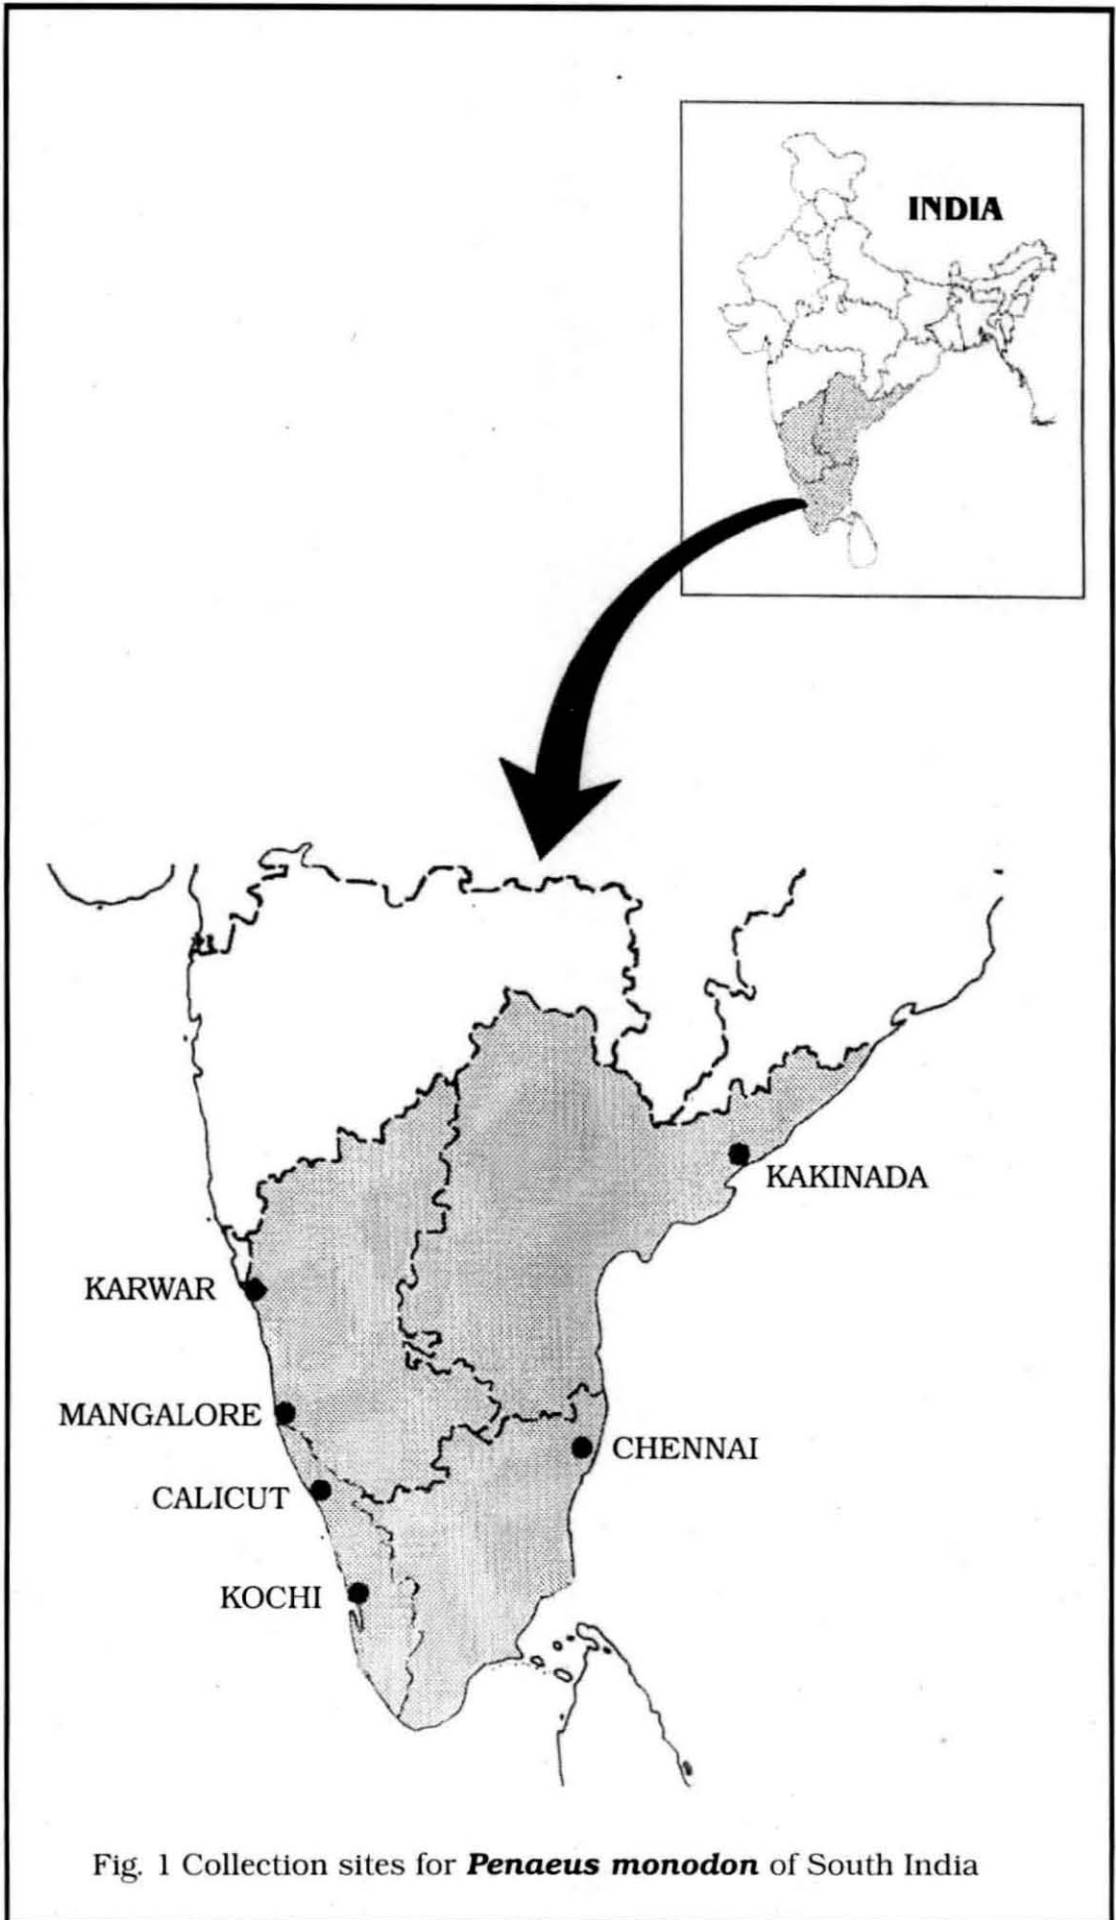 INDIA
KAKINADA
KARWAR
MANGALORE
CHENNAI
CALICUT
KOCHI
Fig. 1 Collection sites for Penaeus monodon of South India